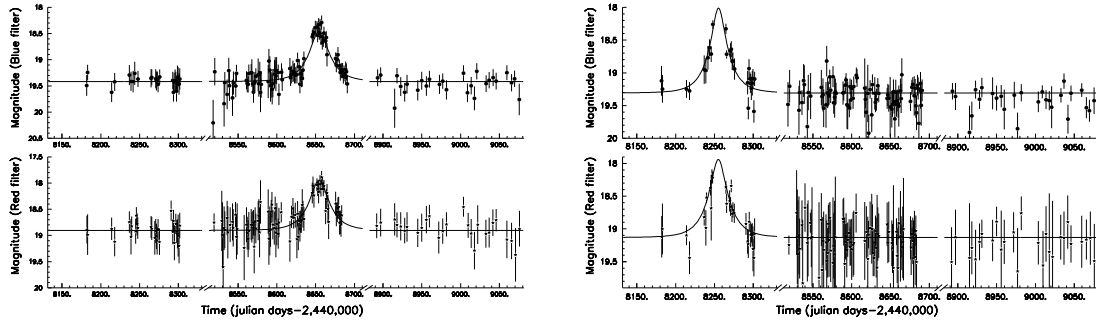 Magnitude (Blue filter)
18
18.5
19
19.5
20
20.5
8150. 8200. 8250. 8300. 8550. 8600. 8650. 8700. 8900. 8950. 9000. 9050.
Magnitude (Red filter)
17.5
18
18.5
19
19.5
20
8150. 8200. 8250. 8300. 8550. 8600. 8650. 8700. 8900. 8950. 9000. 9050.
Time (julian days-2,440,000)
Magnitude (Blue filter)
18
18.5
19
19.5
20
8150. 8200. 8250. 8300. 8550. 8600. 8650. 8700. 8900. 8950. 9000. 9050.
Magnitude (Red filter)
18
18.5
19
19.5
8150. 8200. 8250. 8300. 8550. 8600. 8650. 8700. 8900. 8950. 9000. 9050.
Time (julian days-2,440,000)